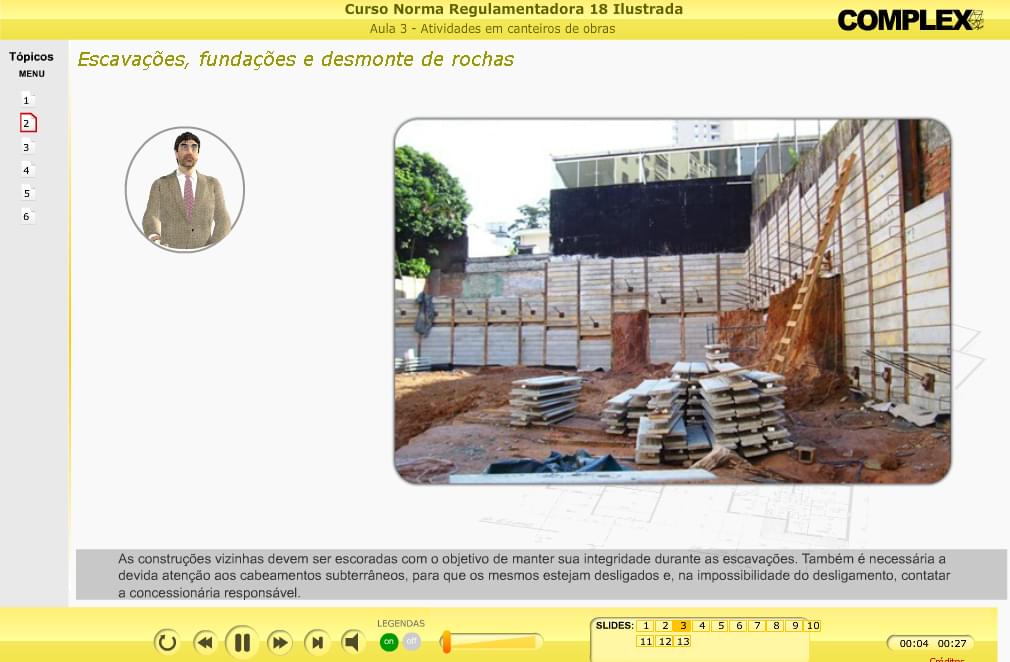 Curso Norma Regulamentadora 18 Ilustrada
Aula 3 - Atividades em canteiros de obras
COMPLEX
Tópicos
MENU
1
2
3
4
5
6
Escavações, fundações e desmonte de rochas
As construções vizinhas devem ser escoradas com o objetivo de manter sua integridade durante as escavações. Também é necessária a
devida atenção aos cabeamentos subterrâneos, para que os mesmos estejam desligados e, na impossibilidade do desligamento, contatar
a concessionária responsável.
LEGENDAS
on off
SLIDES: 1 2 3 4 5 6 7 8 9 10
11 12 13
00:04 00:27
Créditos